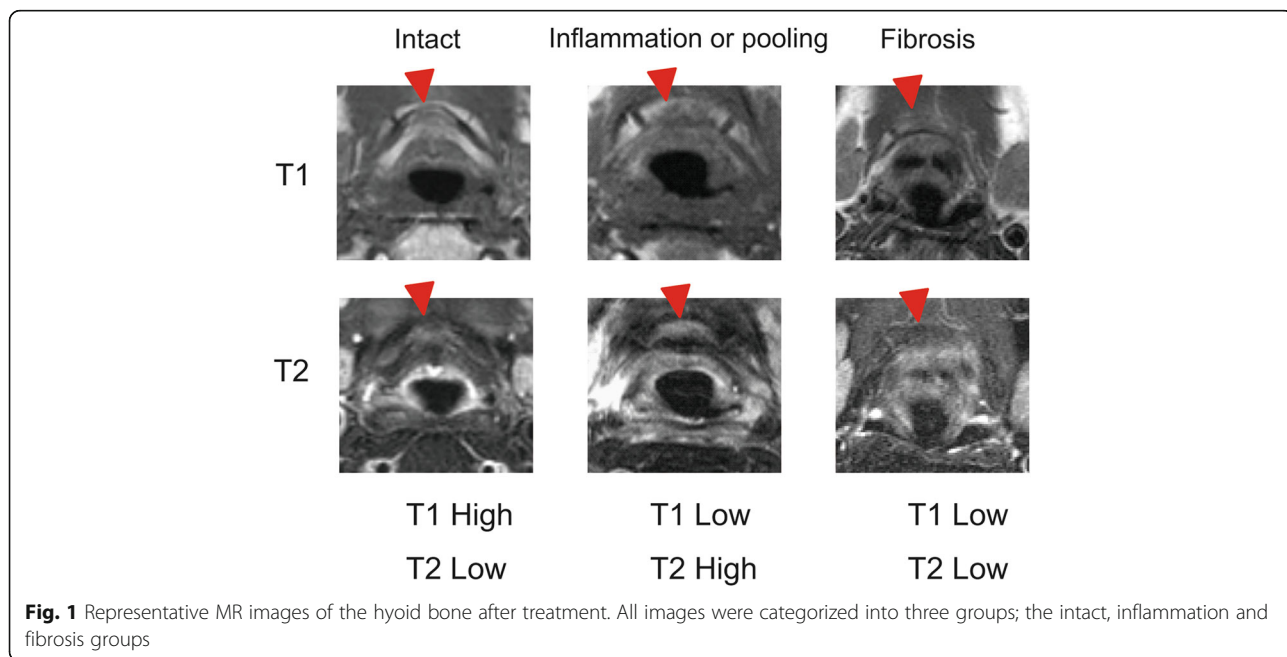 Intact Inflammation or pooling Fibrosis
T1
T2
T1 High T1 Low T1 Low
T2 Low T2 High T2 Low
Fig. 1 Representative MR images of the hyoid bone after treatment. All images were categorized into three groups; the intact, inflammation and
fibrosis groups